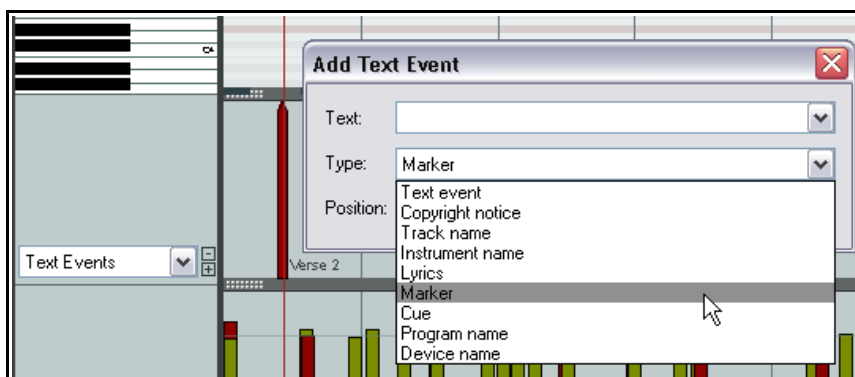 C4
Add Text Event
Text:
Type: Marker
Position:
Text event
Copyright notice
Track name
Instrument name
Lyrics
Marker
Cue
Program name
Device name
Text Events
Verse 2